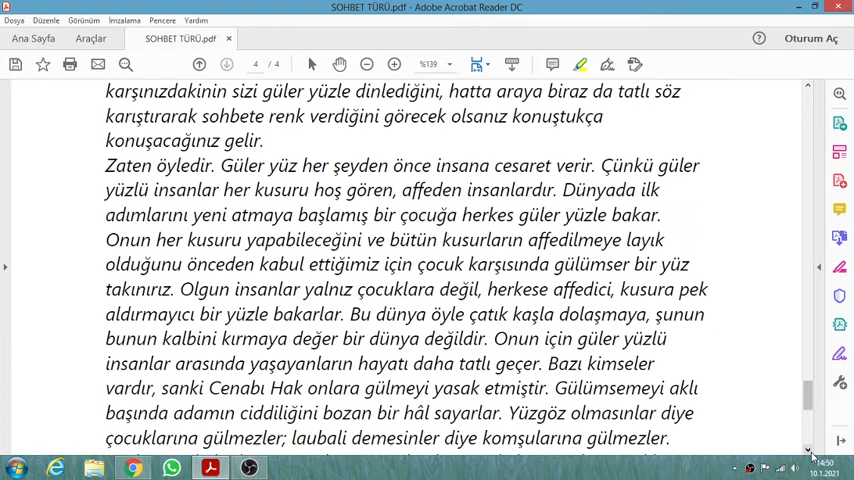 SOHBET TÜRÜ.pdf - Adobe Acrobat Reader DC
Dosya Düzenle Görünüm İmzalama Pencere Yardım
Ana Sayfa Araçlar SOHBET TÜRÜ.pdf × Oturum Aç
4 / 4 %139
karşınızdakinin sizi güler yüzle dinlediğini, hatta araya biraz da tatlı söz
karıştırarak sohbete renk verdiğini görecek olsanız konuştukça
konuşacağınız gelir.
Zaten öyledir. Güler yüz her şeyden önce insana cesaret verir. Çünkü güler
yüzlü insanlar her kusuru hoş gören, affeden insanlardır. Dünyada ilk
adımlarını yeni atmaya başlamış bir çocuğa herkes güler yüzle bakar.
Onun her kusuru yapabileceğini ve bütün kusurların affedilmeye layık
olduğunu önceden kabul ettiğimiz için çocuk karşısında gülümser bir yüz
takınırız. Olgun insanlar yalnız çocuklara değil, herkese affedici, kusura pek
aldırmayıcı bir yüzle bakarlar. Bu dünya öyle çatık kaşla dolaşmaya, şunun
bunun kalbini kırmaya değer bir dünya değildir. Onun için güler yüzlü
insanlar arasında yaşayanların hayatı daha tatlı geçer. Bazı kimseler
vardır, sanki Cenabı Hak onlara gülmeyi yasak etmiştir. Gülümsemeyi aklı
başında adamın ciddiliğini bozan bir hâl sayarlar. Yüzgöz olmasınlar diye
çocuklarına gülmezler; laubali demesinler diye komşularına gülmezler.
14:50
10.1.2021